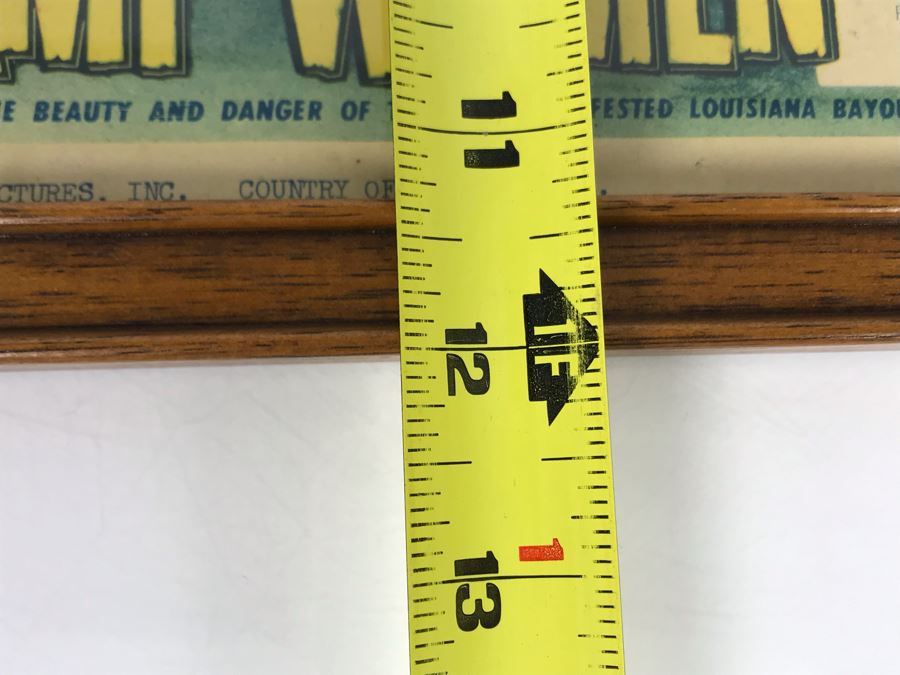 E BEAUTY AND DANGER OF
FESTED LOUISIANA BAYOU
CTURES. INC. COUNTRY OF
11
12
1F
1
13